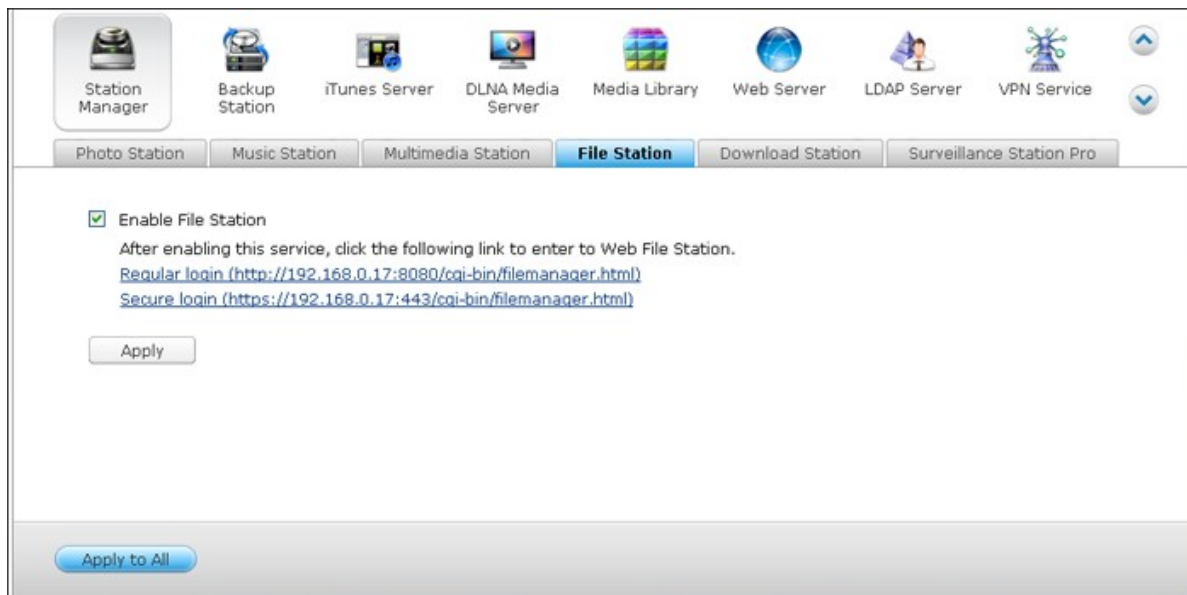 Station Manager
Backup Station
iTunes Server
DLNA Media Server
Media Library
Web Server
LDAP Server
VPN Service
Photo Station
Music Station
Multimedia Station
File Station
Download Station
Surveillance Station Pro
Enable File Station
After enabling this service, click the following link to enter to Web File Station.
Regular login (http://192.168.0.17:8080/cgi-bin/filemanager.html)
Secure login (https://192.168.0.17:443/cgi-bin/filemanager.html)
Apply
Apply to All